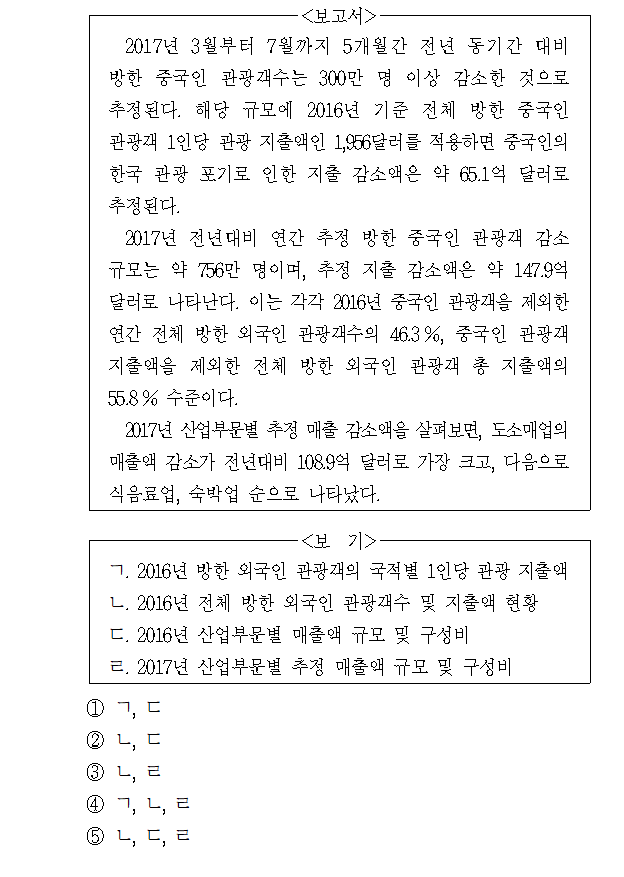 <보고서>
2017년 3월부터 7월까지 5개월간 전년 동기간 대비
방한 중국인 관광객수는 300만 명 이상 감소한 것으로
추정된다. 해당 규모에 2016년 기준 전체 방한 중국인
관광객 1인당 관광 지출액인 1,956달러를 적용하면 중국인의
한국 관광 포기로 인한 지출 감소액은 약 65.1억 달러로
추정된다.
2017년 전년대비 연간 추정 방한 중국인 관광객 감소
규모는 약 756만 명이며, 추정 지출 감소액은 약 147.9억
달러로 나타난다. 이는 각각 2016년 중국인 관광객을 제외한
연간 전체 방한 외국인 관광객수의 46.3%, 중국인 관광객
지출액을 제외한 전체 방한 외국인 관광객 총 지출액의
55.8% 수준이다.
2017년 산업부문별 추정 매출 감소액을 살펴보면, 도소매업의
매출액 감소가 전년대비 108.9억 달러로 가장 크고, 다음으로
식음료업, 숙박업 순으로 나타났다.
<보 기>
ㄱ. 2016년 방한 외국인 관광객의 국적별 1인당 관광 지출액
ㄴ. 2016년 전체 방한 외국인 관광객수 및 지출액 현황
ㄷ. 2016년 산업부문별 매출액 규모 및 구성비
ㄹ. 2017년 산업부문별 추정 매출액 규모 및 구성비
① ㄱ, ㄷ
② ㄴ, ㄷ
③ ㄴ, ㄹ
④ ㄱ, ㄴ, ㄹ
⑤ ㄴ, ㄷ, ㄹ